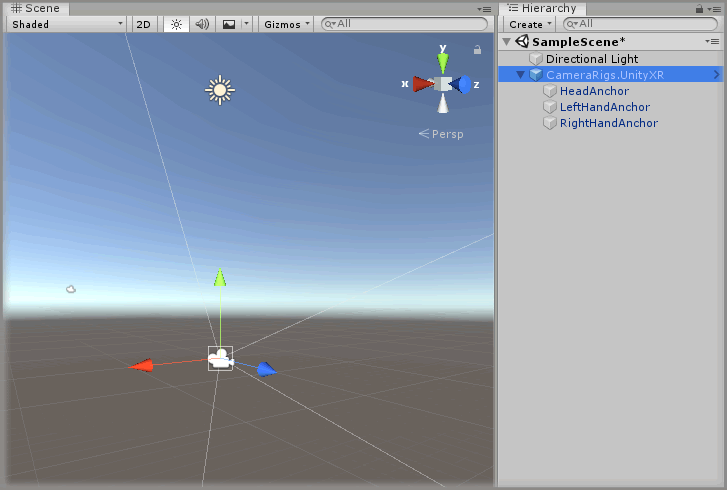 Scene
Shaded
2D
Gizmos
All
y
x
z
Persp
Hierarchy
Create
All
SampleScene*
Directional Light
CameraRigs.UnityXR
HeadAnchor
LeftHandAnchor
RightHandAnchor